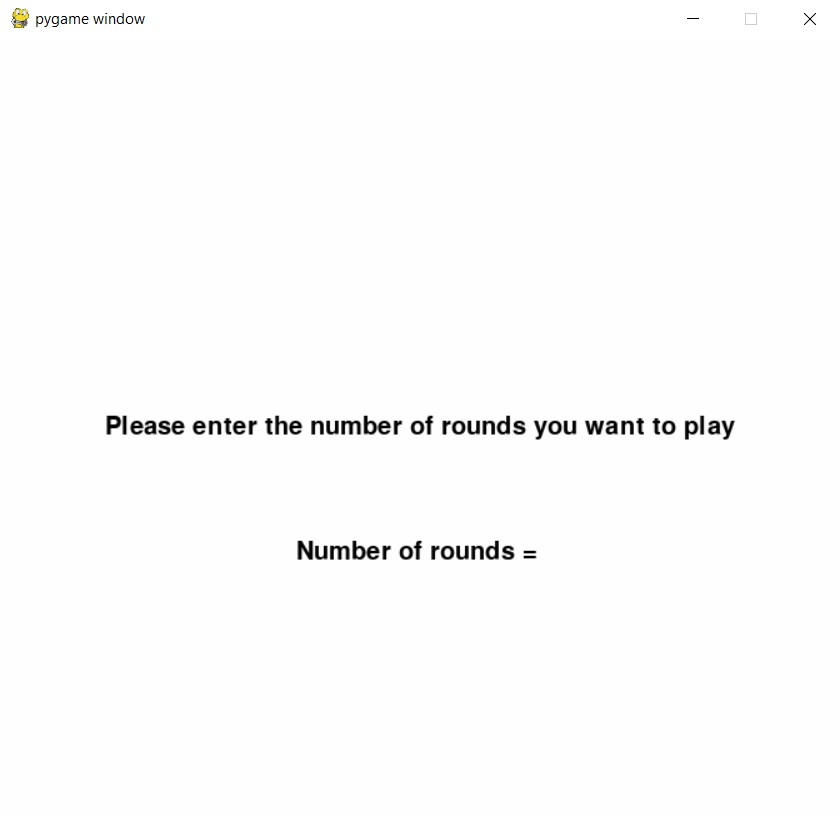 pygame window
Please enter the number of rounds you want to play
Number of rounds =